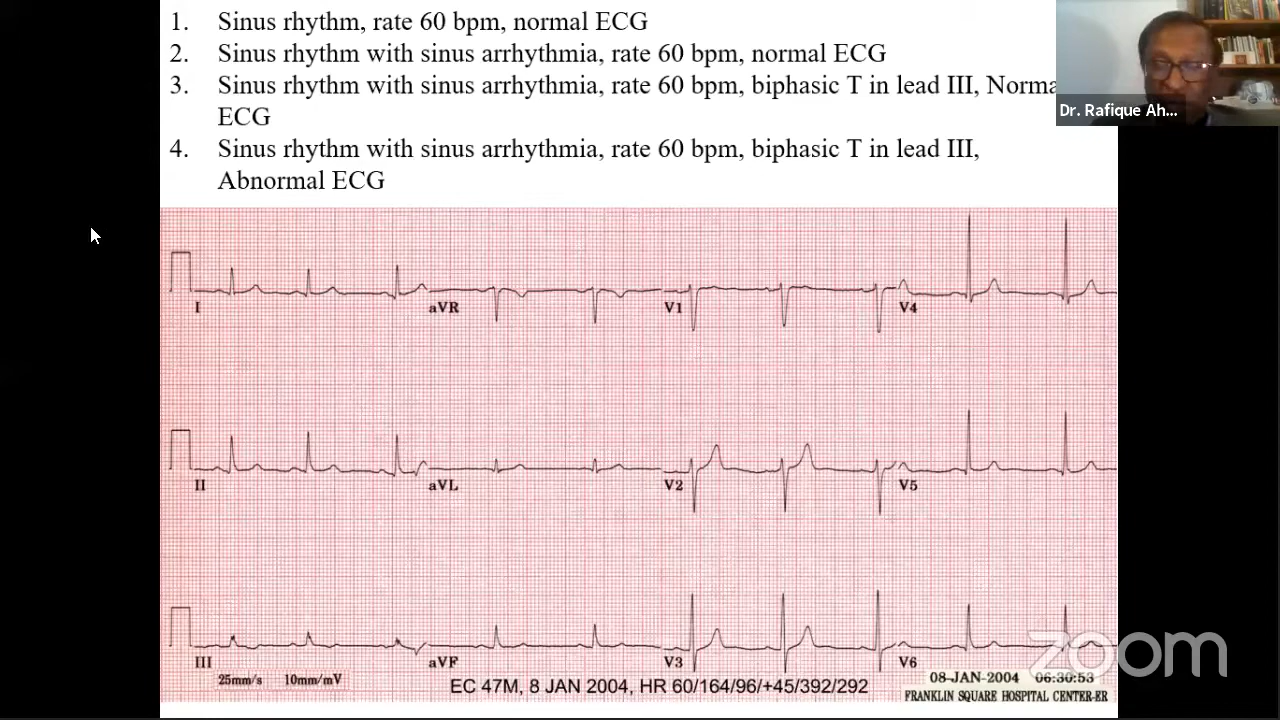 1. Sinus rhythm, rate 60 bpm, normal ECG
2. Sinus rhythm with sinus arrhythmia, rate 60 bpm, normal ECG
3. Sinus rhythm with sinus arrhythmia, rate 60 bpm, biphasic T in lead III, Norma
ECG
4. Sinus rhythm with sinus arrhythmia, rate 60 bpm, biphasic T in lead III,
Abnormal ECG
Dr. Rafique Ah...
I aVR V1 V4
II aVL V2 V5
III aVF V3 V6
25mm/s 10mm/mV
EC 47M, 8 JAN 2004, HR 60/164/96/+45/392/292
08-JAN-2004 06:30:53
FRANKLIN SQUARE HOSPITAL CENTER-ER
zoom